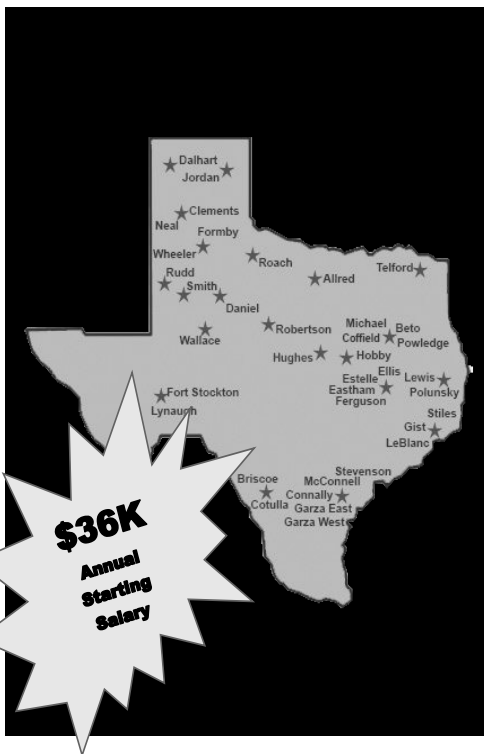 Dalhart
Jordan
Clements
Neal
Formby
Wheeler
Roach
Telford
Rudd
Allred
Smith
Daniel
Michael
Robertson
Beto
Wallace
Coffield
Powledge
Hughes
Hobby
Ellis
Estelle
Lewis
Fort Stockton
Eastham
Polunsky
Ferguson
Lynaugh
Stiles
Gist
LeBlanc
Stevenson
Briscoe
McConnell
Connally
Cotulla
Garza East
Garza West
$36K
Annual
Starting
Salary